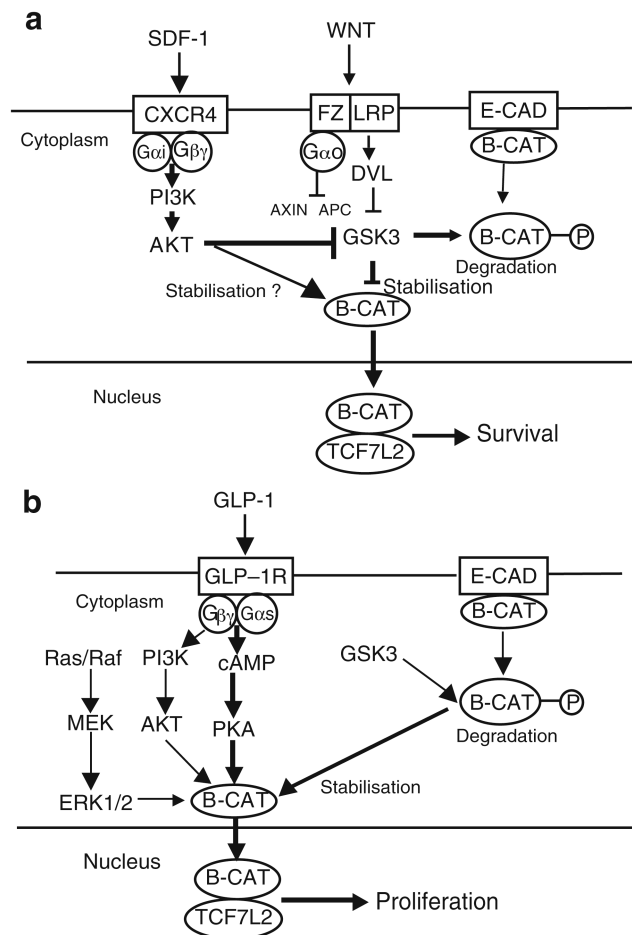 a
SDF-1 WNT
CXCR4 FZ LRP E-CAD
Cytoplasm Gαi Gβγ Gαo B-CAT
PI3K DVL
AXIN APC
AKT GSK3 B-CAT P
Degradation
Stabilisation ? Stabilisation
B-CAT
Nucleus
B-CAT
TCF7L2 Survival
b
GLP-1
GLP–1R E-CAD
Cytoplasm Gβγ Gαs B-CAT
Ras/Raf PI3K cAMP GSK3
MEK AKT PKA B-CAT P
Degradation
ERK1/2 B-CAT Stabilisation
Nucleus
B-CAT
TCF7L2 Proliferation